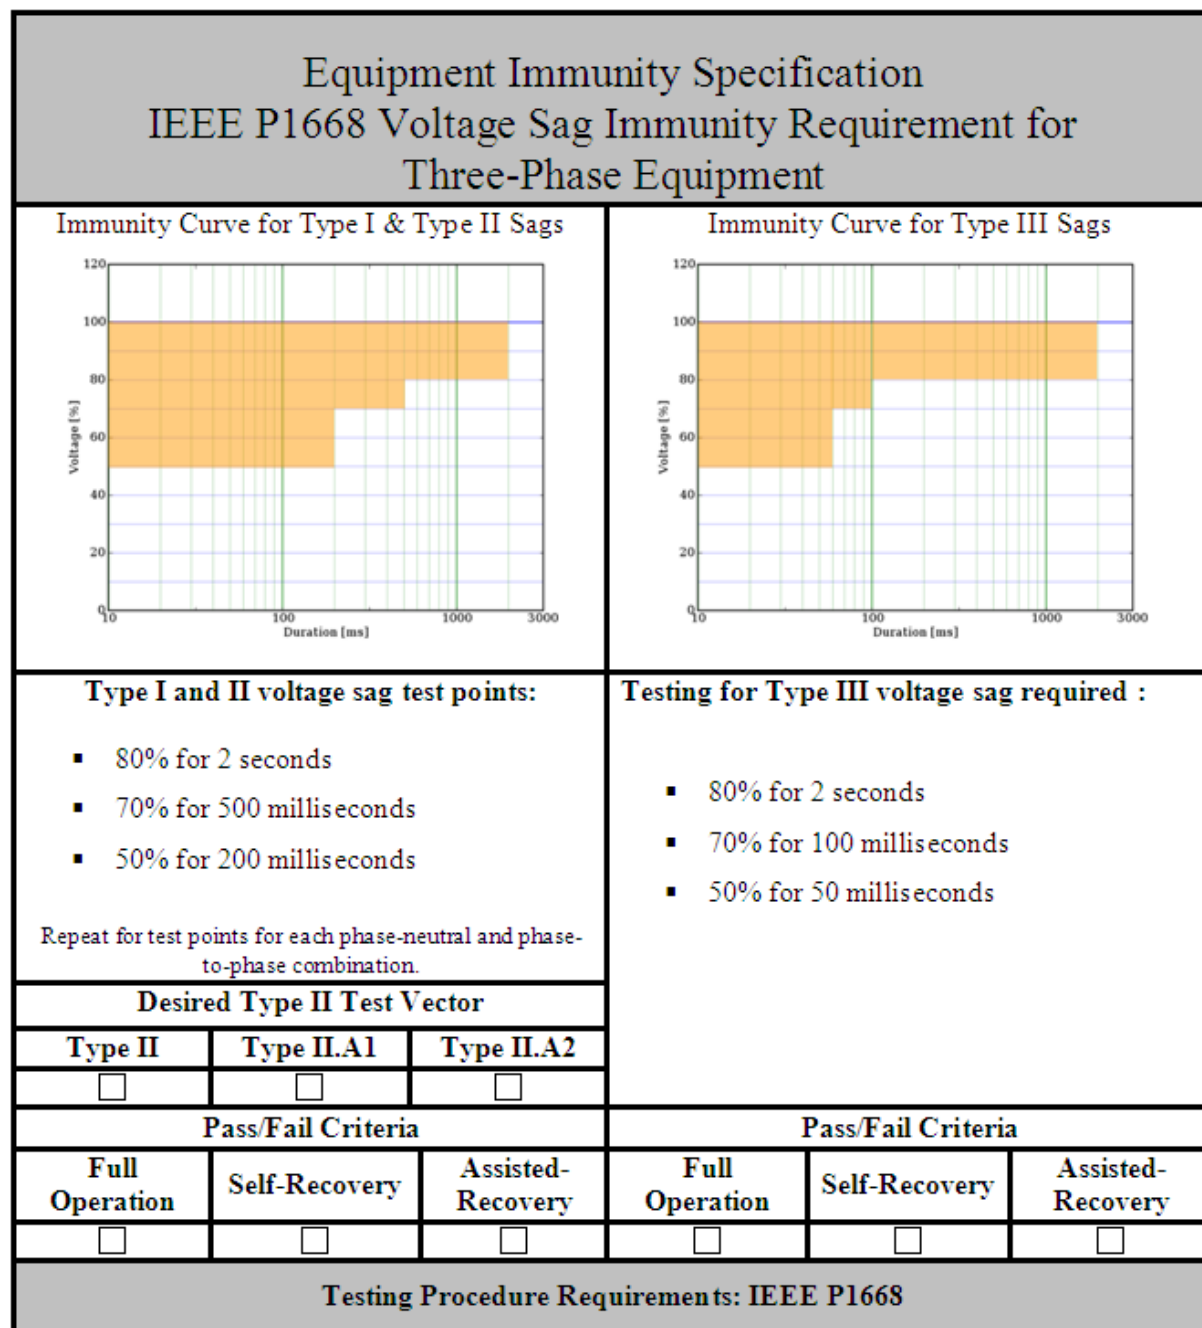 Equipment Immunity Specification
IEEE P1668 Voltage Sag Immunity Requirement for
Three-Phase Equipment
Immunity Curve for Type I & Type II Sags
120
100
80
60
40
20
0
Voltage [%]
10
100
1000
3000
Duration [ms]
Immunity Curve for Type III Sags
120
100
80
60
40
20
0
Voltage [%]
10
100
1000
3000
Duration [ms]
Type I and II voltage sag test points:
▪ 80% for 2 seconds
▪ 70% for 500 milliseconds
▪ 50% for 200 milliseconds
Repeat for test points for each phase-neutral and phase-
to-phase combination.
Desired Type II Test Vector
Type II
Type II.A1
Type II.A2
Testing for Type III voltage sag required :
▪ 80% for 2 seconds
▪ 70% for 100 milliseconds
▪ 50% for 50 milliseconds
Pass/Fail Criteria
Full
Operation
Self-Recovery
Assisted-
Recovery
Pass/Fail Criteria
Full
Operation
Self-Recovery
Assisted-
Recovery
Testing Procedure Requirements: IEEE P1668